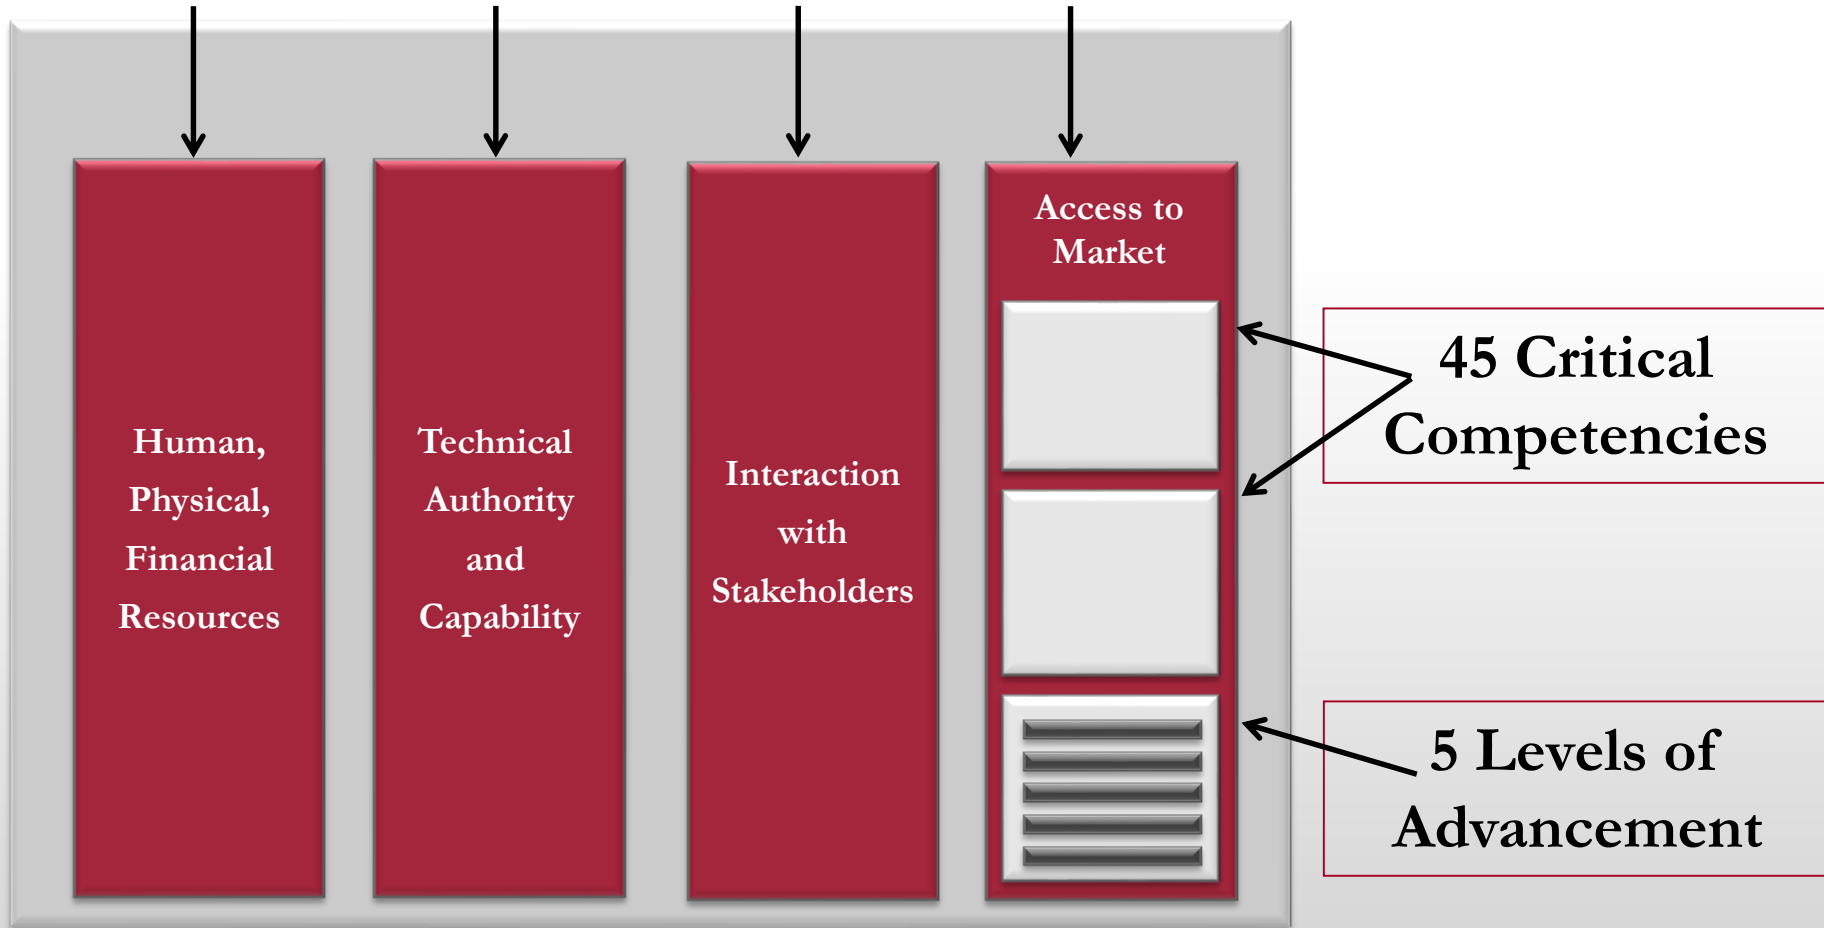 Human,
Physical,
Financial
Resources
Technical
Authority
and
Capability
Interaction
with
Stakeholders
Access to
Market
45 Critical
Competencies
5 Levels of
Advancement